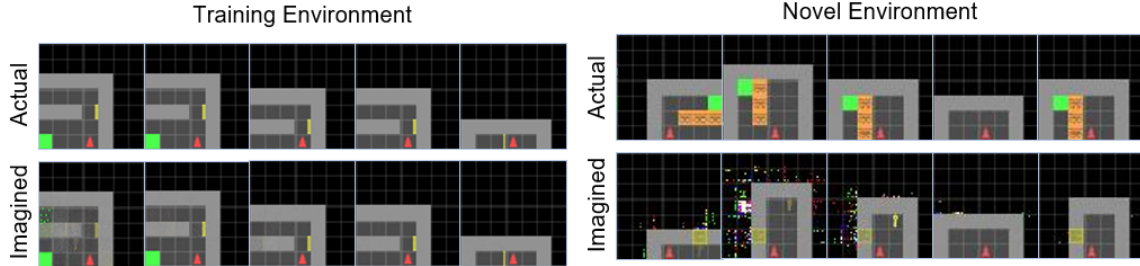 Training Environment
Actual
Imagined
Novel Environment
Actual
Imagined